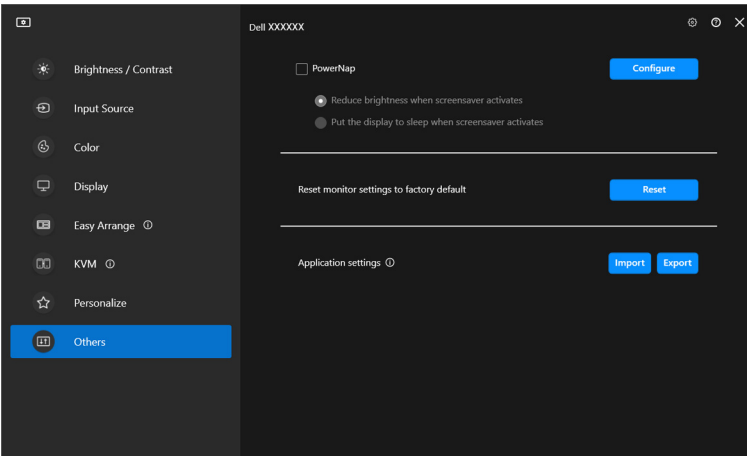 Dell XXXXXX
Brightness / Contrast
Input Source
Color
Display
Easy Arrange
KVM
Personalize
Others
PowerNap
Configure
Reduce brightness when screensaver activates
Put the display to sleep when screensaver activates
Reset monitor settings to factory default
Reset
Application settings
Import Export